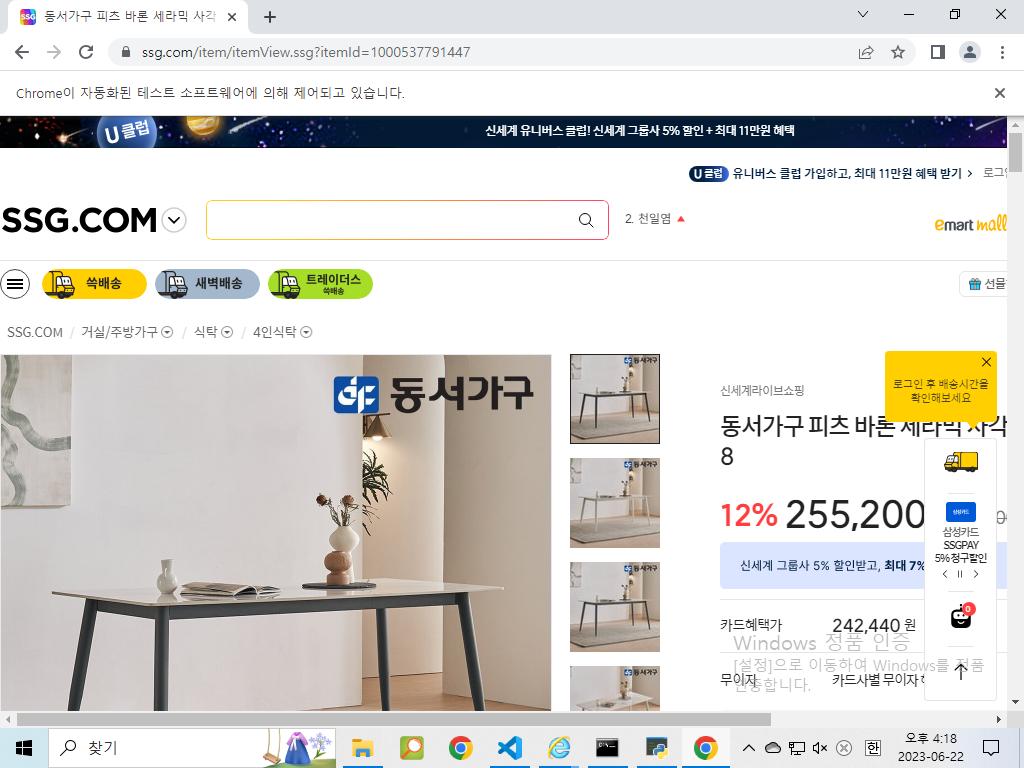 동서가구 피츠 바론 세라믹 사각
ssg.com/item/itemView.ssg?itemId=1000537791447
Chrome이 자동화된 테스트 소프트웨어에 의해 제어되고 있습니다.
U 클럽
신세계 유니버스 클럽! 신세계 그룹사 5% 할인 + 최대 11만원 혜택
U 클럽 유니버스 클럽 가입하고, 최대 11만원 혜택 받기 >
SSG.COM
2. 천일염
emart mall
쓱배송
새벽배송
트레이더스
쓱배송
선물
SSG.COM / 거실/주방가구 / 식탁 / 4인식탁
동서가구
신세계라이브쇼핑
로그인 후 배송시간을
확인해보세요
동서가구 피츠 바론 세라믹 사각
8
12% 255,200
신세계 그룹사 5% 할인받고, 최대 7%
삼성카드
삼성카드
SSGPAY
5% 청구할인
0
카드혜택가 242,440 원
무이자 카드사별 무이자
Windows 정품 인증
[설정]으로 이동하여 Windows를 정품
인증합니다.
찾기
한
오후 4:18
2023-06-22